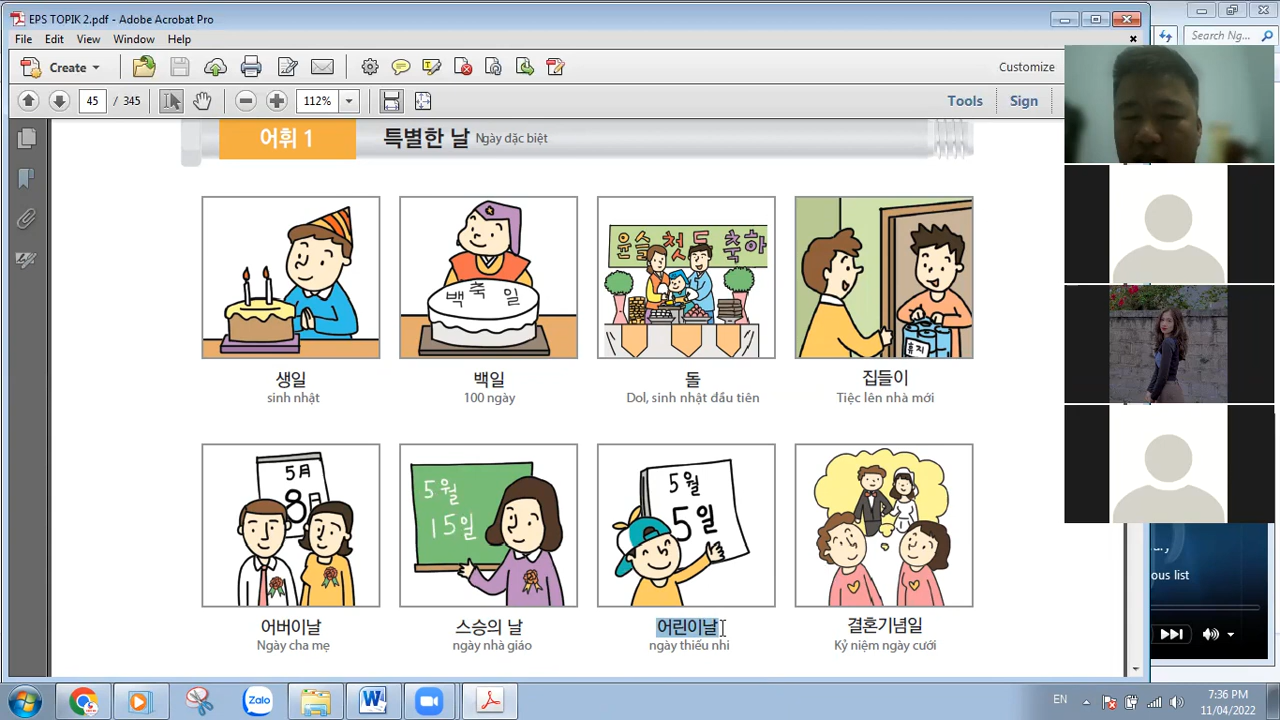 EPS TOPIK 2.pdf - Adobe Acrobat Pro
File Edit View Window Help
Search Ng...
Create
Customize
45 / 345
112%
Tools Sign
어휘 1 특별한 날 Ngày đặc biệt
백 축 일
윤슬 첫 돌 축하
휴지
생일 백일 돌 집들이
sinh nhật 100 ngày Dol, sinh nhật đầu tiên Tiệc lên nhà mới
5月
8月
5월
15일
5월
5일
어버이날 스승의 날 어린이날 결혼기념일
Ngày cha mẹ ngày nhà giáo ngày thiếu nhi Kỷ niệm ngày cưới
ous list
Zalo
EN
7:36 PM
11/04/2022